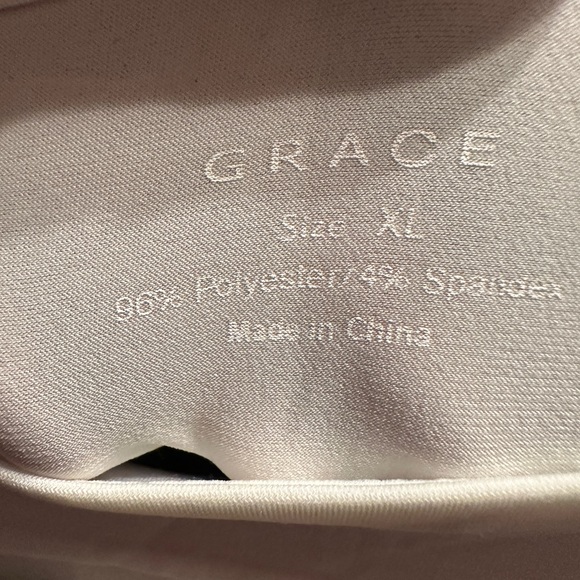 GRACE
Size XL
96% Polyester/4% Spandex
Made in China